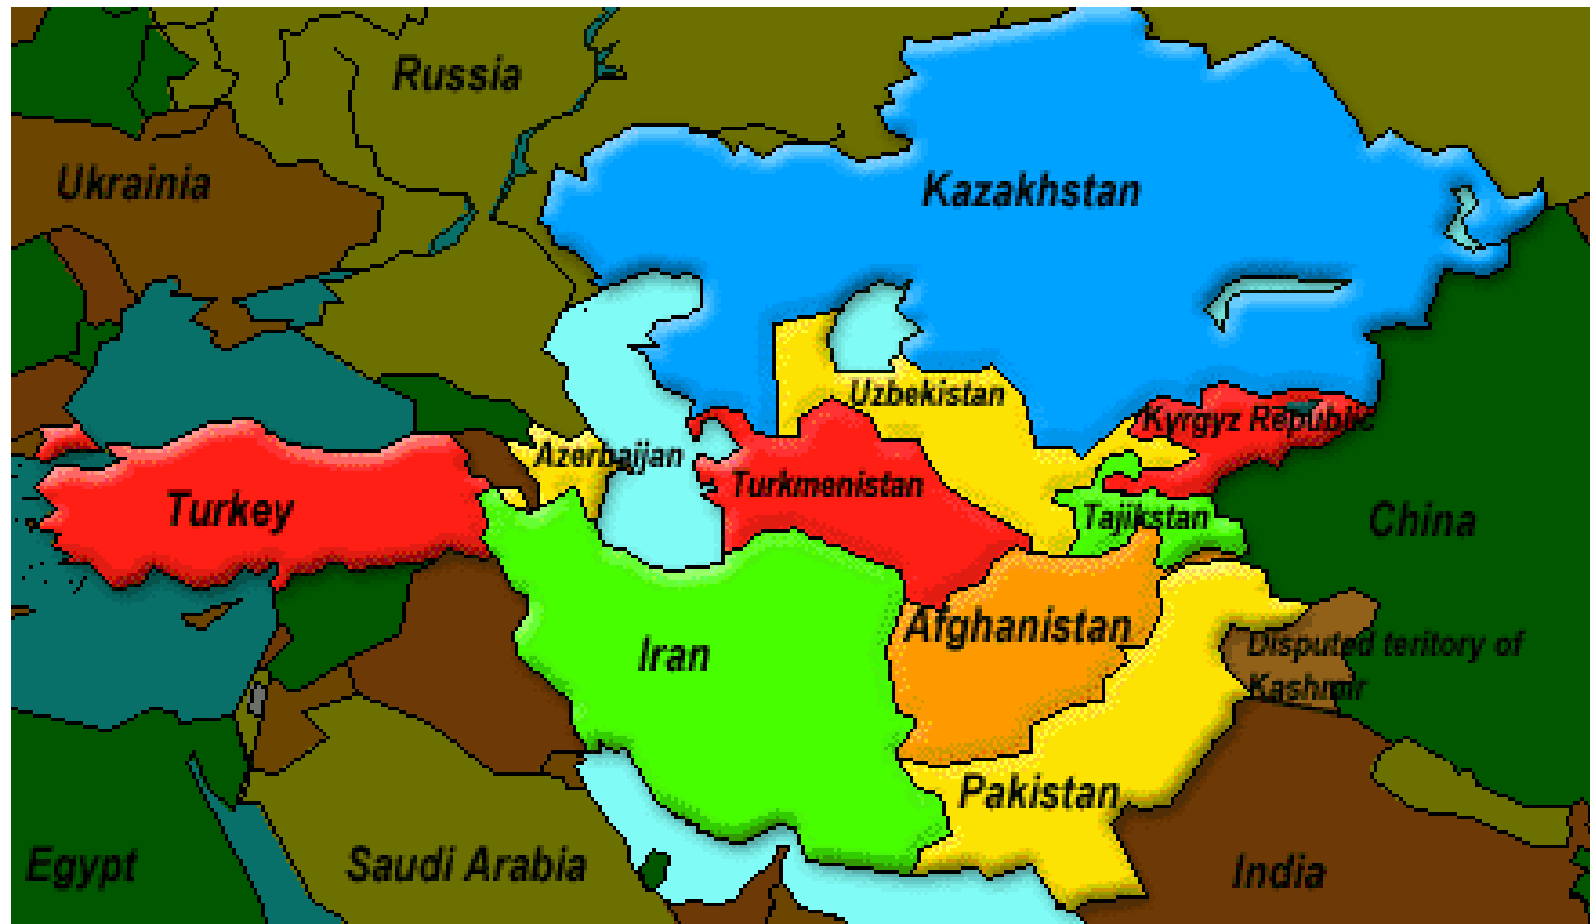 Russia
Ukrainia
Kazakhstan
Uzbekistan
Kyrgyz Republic
Azerbaijan
Turkmenistan
Turkey
Tajikstan
China
Iran
Afghanistan
Disputed teritory of
Kashmir
Pakistan
Egypt
Saudi Arabia
India